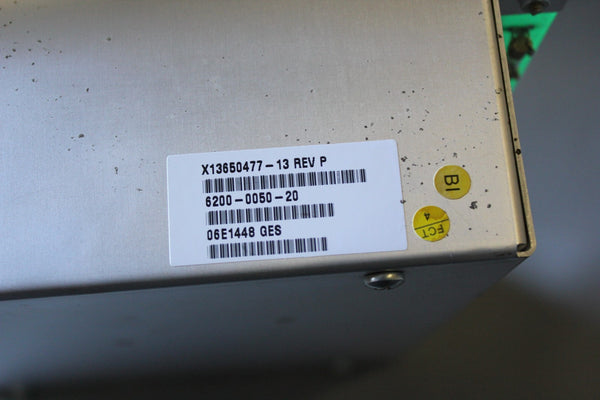 X13650477-13 REV P
6200-0050-20
06E1448 GES
BI
FCT
4